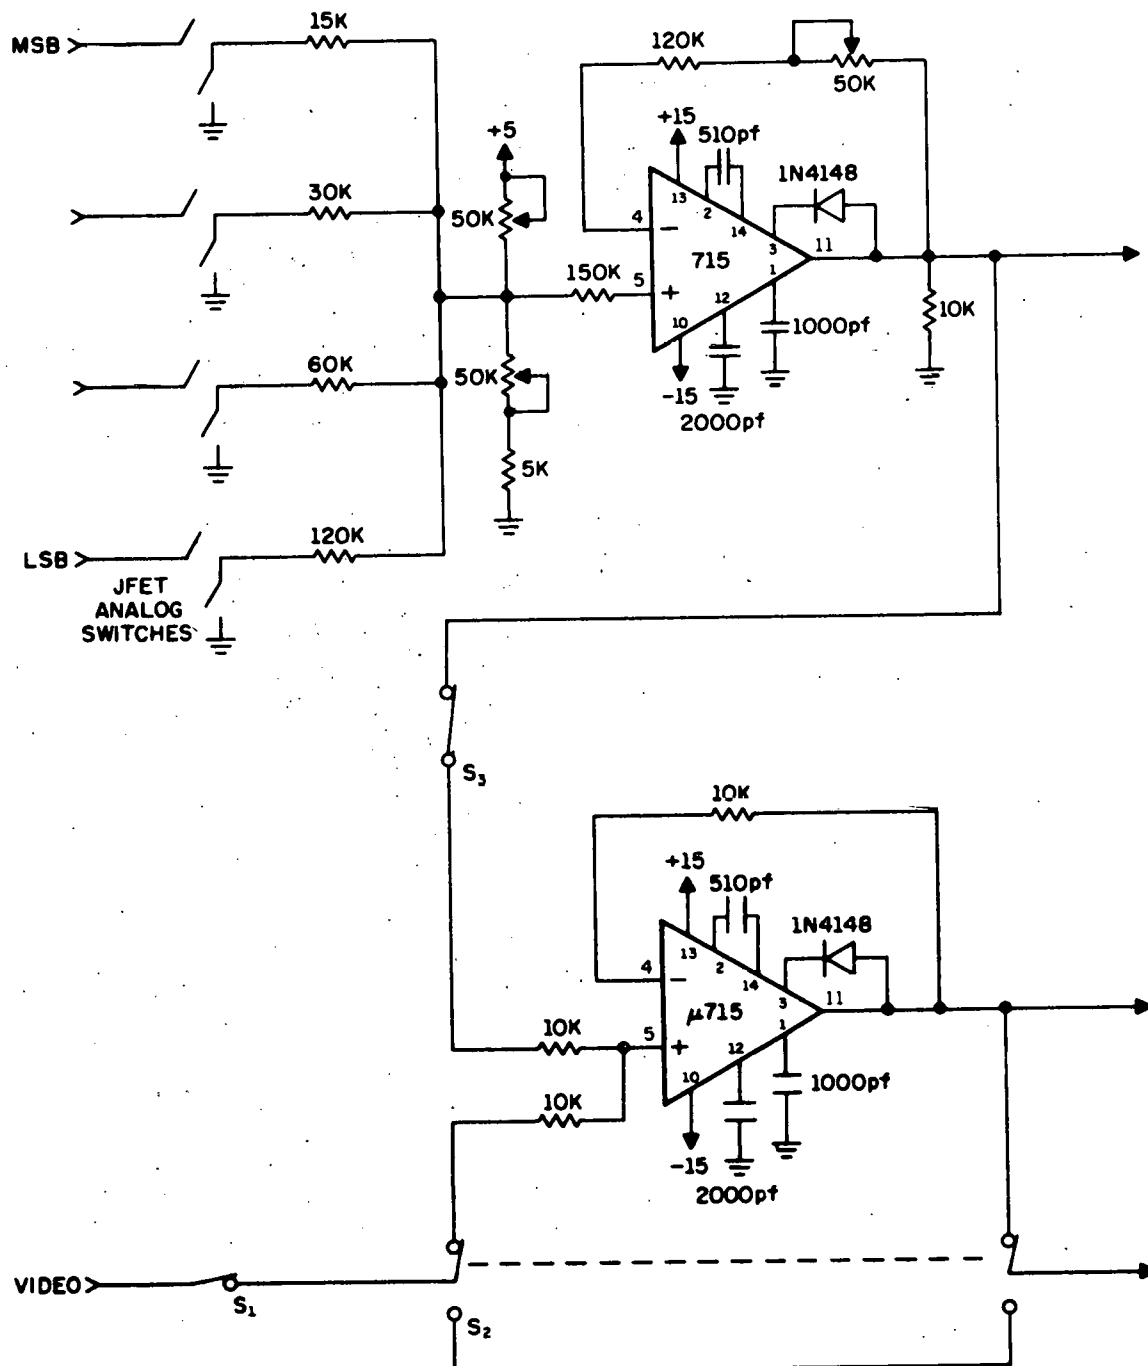 MSB
15K
120K
50K
+15
510pf
+5
1N4148
13
2
14
30K
50K
4
−
3
11
715
150K
5
+
12
1
10
10K
1000pf
60K
50K
-15
2000pf
5K
LSB
120K
JFET
ANALOG
SWITCHES
S3
10K
+15
510pf
1N4148
13
2
14
4
−
3
11
μ715
10K
5
+
12
1
10
1000pf
10K
-15
2000pf
VIDEO
S1
S2